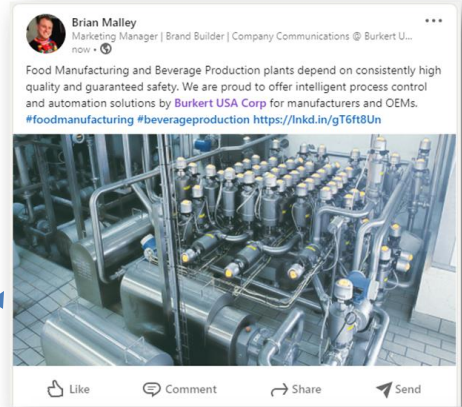 Brian Malley
Marketing Manager | Brand Builder | Company Communications @ Burkert U...
now •
Food Manufacturing and Beverage Production plants depend on consistently high
quality and guaranteed safety. We are proud to offer intelligent process control
and automation solutions by Burkert USA Corp for manufacturers and OEMs.
#foodmanufacturing #beverageproduction https://lnkd.in/gT6ft8Un
Like Comment Share Send